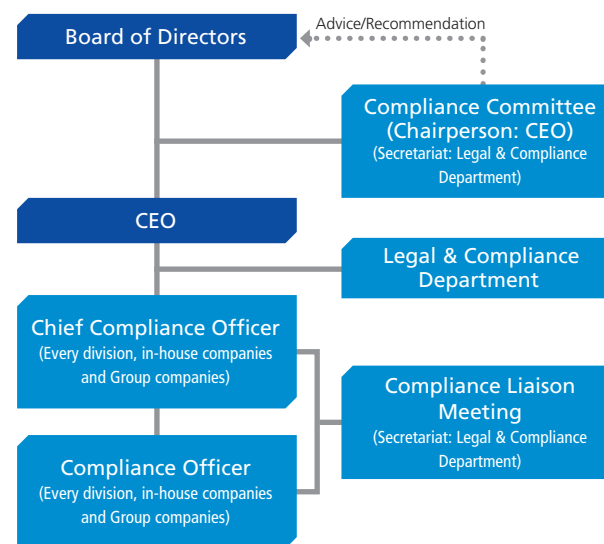 Advice/Recommendation
Board of Directors
Compliance Committee
(Chairperson: CEO)
(Secretariat: Legal & Compliance
Department)
CEO
Legal & Compliance
Department
Chief Compliance Officer
(Every division, in-house companies
and Group companies)
Compliance Liaison
Meeting
(Secretariat: Legal & Compliance
Department)
Compliance Officer
(Every division, in-house companies
and Group companies)